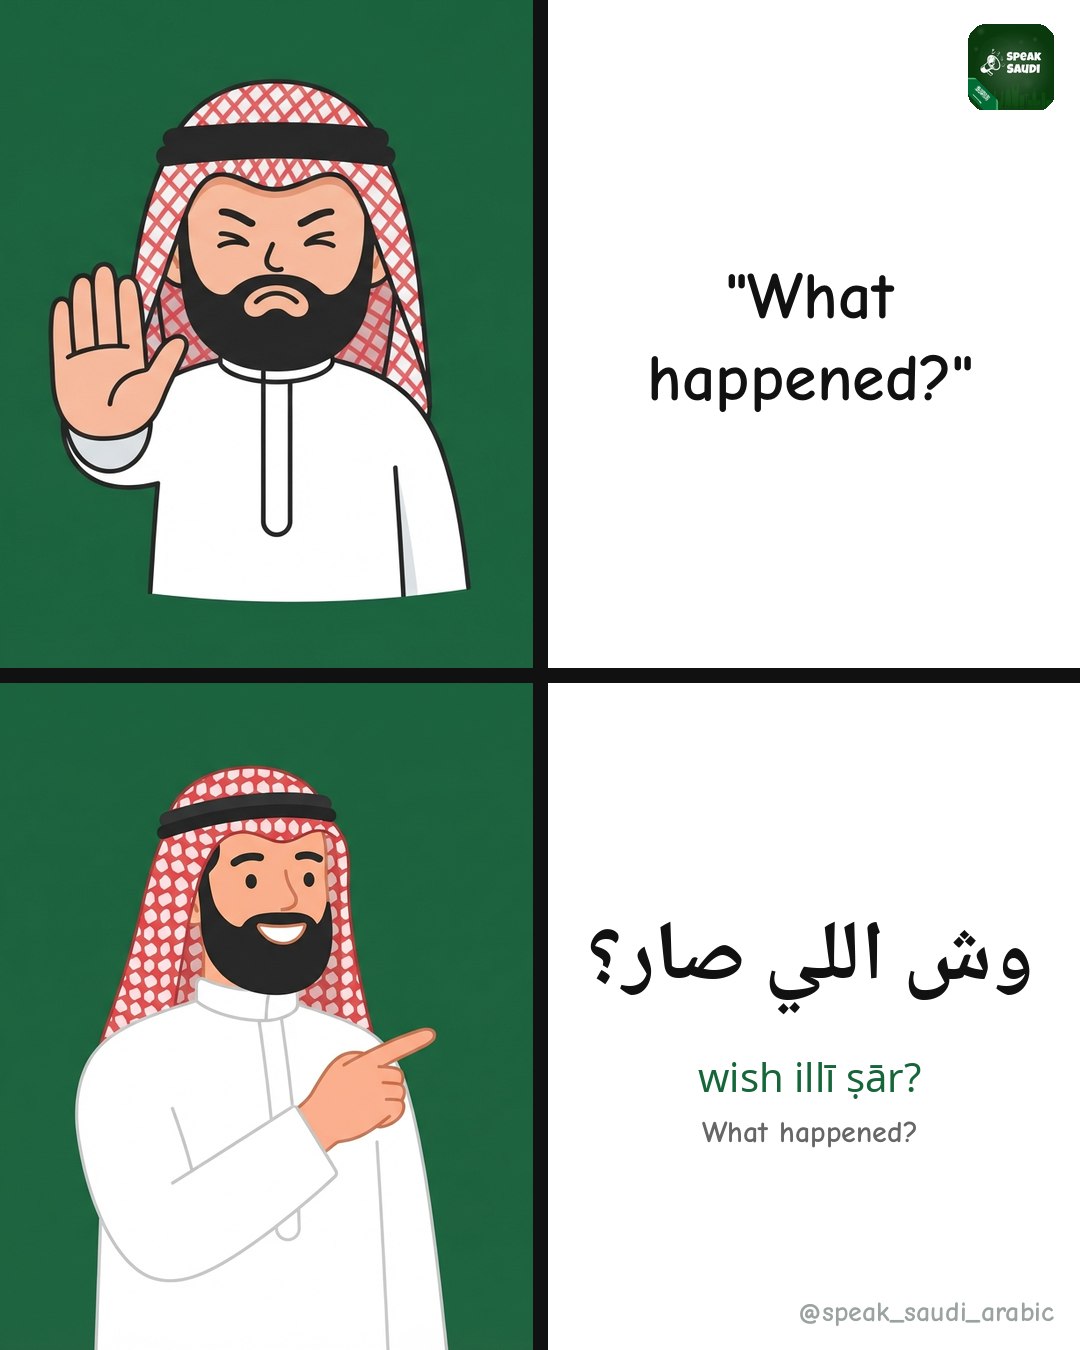 SPEAK
SAUDI
"What
happened?"
وش اللي صار؟
wish illī ṣār?
What happened?
@speak_saudi_arabic